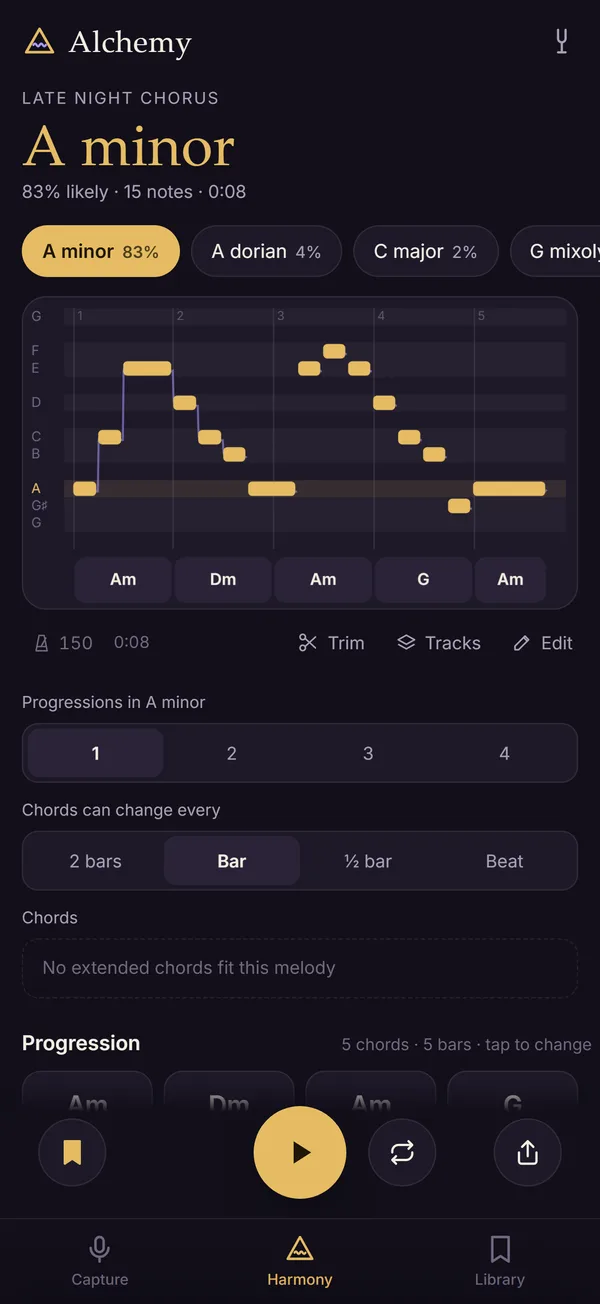 Alchemy
LATE NIGHT CHORUS
A minor
83% likely · 15 notes · 0:08
A minor 83%
A dorian 4%
C major 2%
G mixoly
G
F
E
D
C
B
A
G♯
G
1 2 3 4 5
Am Dm Am G Am
150 0:08 Trim Tracks Edit
Progressions in A minor
1 2 3 4
Chords can change every
2 bars Bar ½ bar Beat
Chords
No extended chords fit this melody
Progression 5 chords · 5 bars · tap to change
Am Dm Am G
Capture Harmony Library